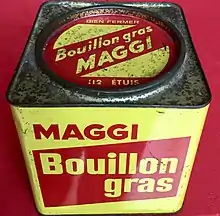 BIEN FERMER
Bouillon gras
MAGGI
112 ÉTUIS
MAGGI
Bouillon
gras